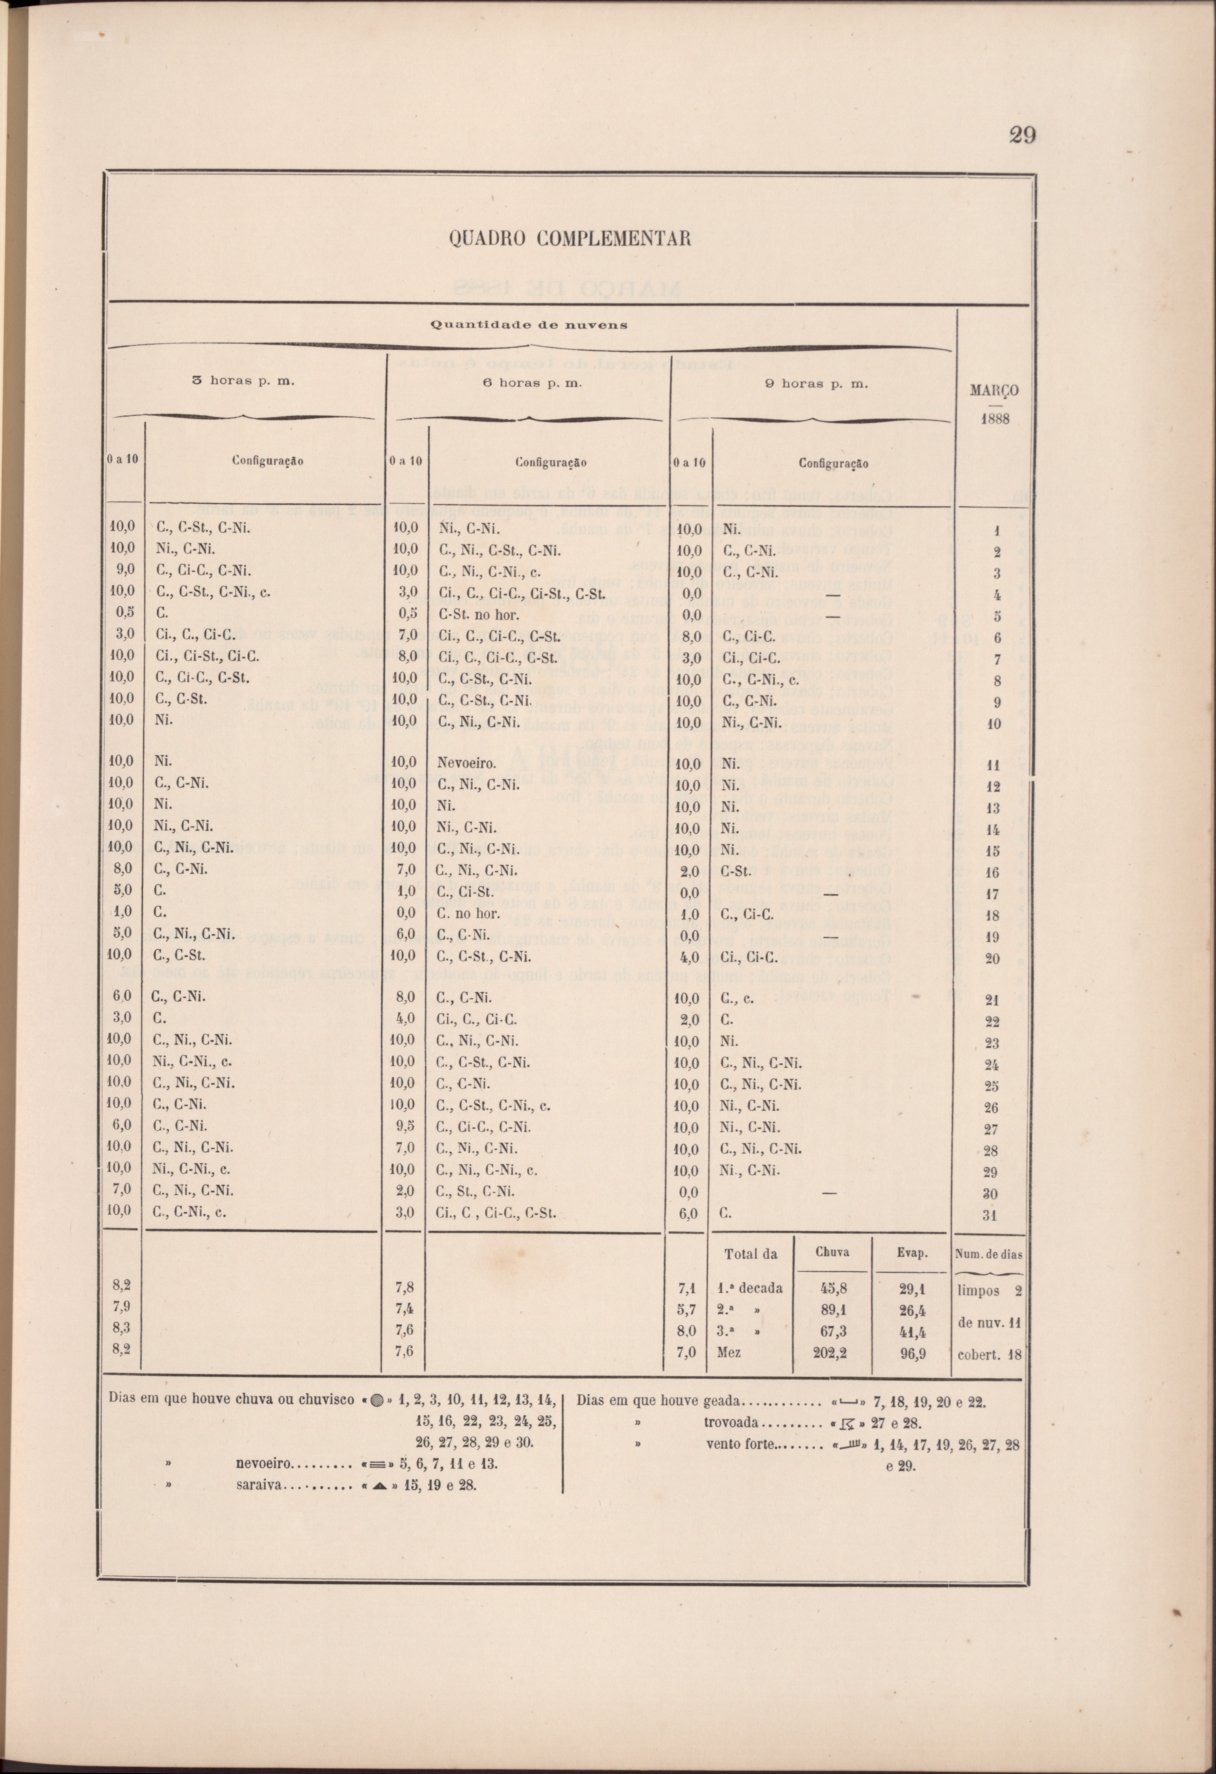 29
QUADRO COMPLEMENTAR
Quantidade de nuvens
3 horas p. m. 6 horas p. m. 9 horas p. m. MARÇO
1888
0 a 10 Configuração 0 a 10 Configuração 0 a 10 Configuração
10,0 C., C-St., C-Ni. 10,0 Ni., C-Ni. 10,0 Ni. 1
10,0 Ni., C-Ni. 10,0 C., Ni., C-St., C-Ni. 10,0 C., C-Ni. 2
9,0 C., Ci-C., C-Ni. 10,0 C., Ni., C-Ni., c. 10,0 C., C-Ni. 3
10,0 C., C-St., C-Ni., c. 3,0 Ci., C., Ci-C., Ci-St., C-St. 0,0 — 4
0,5 C. 0,5 C-St. no hor. 0,0 — 5
3,0 Ci., C., Ci-C. 7,0 Ci., C., Ci-C., C-St. 8,0 C., Ci-C. 6
10,0 Ci., Ci-St., Ci-C. 8,0 Ci., C., Ci-C., C-St. 3,0 Ci., Ci-C. 7
10,0 C., Ci-C., C-St. 10,0 C., C-St., C-Ni. 10,0 C., C-Ni., c. 8
10,0 C., C-St. 10,0 C., C-St., C-Ni. 10,0 C., C-Ni. 9
10,0 Ni. 10,0 C., Ni., C-Ni. 10,0 Ni., C-Ni. 10
10,0 Ni. 10,0 Nevoeiro. 10,0 Ni. 11
10,0 C., C-Ni. 10,0 C., Ni., C-Ni. 10,0 Ni. 12
10,0 Ni. 10,0 Ni. 10,0 Ni. 13
10,0 Ni., C-Ni. 10,0 Ni., C-Ni. 10,0 Ni. 14
10,0 C., Ni., C-Ni. 10,0 C., Ni., C-Ni. 10,0 Ni. 15
8,0 C., C-Ni. 7,0 C., Ni., C-Ni. 2,0 C-St. 16
5,0 C. 1,0 C., Ci-St. 0,0 — 17
1,0 C. 0,0 C. no hor. 1,0 C., Ci-C. 18
5,0 C., Ni., C-Ni. 6,0 C., C-Ni. 0,0 — 19
10,0 C., C-St. 10,0 C., C-St., C-Ni. 4,0 Ci., Ci-C. 20
6,0 C., C-Ni. 8,0 C., C-Ni. 10,0 C., c. 21
3,0 C. 4,0 Ci., C., Ci-C. 2,0 C. 22
10,0 C., Ni., C-Ni. 10,0 C., Ni., C-Ni. 10,0 Ni. 23
10,0 Ni., C-Ni., c. 10,0 C., C-St., C-Ni. 10,0 C., Ni., C-Ni. 24
10,0 C., Ni., C-Ni. 10,0 C., C-Ni. 10,0 C., Ni., C-Ni. 25
10,0 C., C-Ni. 10,0 C., C-St., C-Ni., c. 10,0 Ni., C-Ni. 26
6,0 C., C-Ni. 9,5 C., Ci-C., C-Ni. 10,0 Ni., C-Ni. 27
10,0 C., Ni., C-Ni. 7,0 C., Ni., C-Ni. 10,0 C., Ni., C-Ni. 28
10,0 Ni., C-Ni., c. 10,0 C., Ni., C-Ni., c. 10,0 Ni., C-Ni. 29
7,0 C., Ni., C-Ni. 2,0 C., St., C-Ni. 0,0 — 30
10,0 C., C-Ni., c. 3,0 Ci., C., Ci-C., C-St. 6,0 C. 31
Total da Chuva Evap. Num. de dias
8,2 7,8 7,1 1.ª decada 45,8 29,1 limpos 2
7,9 7,4 5,7 2.ª » 89,1 26,4
de nuv. 11
8,3 7,6 8,0 3.ª » 67,3 41,4
8,2 7,6 7,0 Mez 202,2 96,9 cobert. 18
Dias em que houve chuva ou chuvisco « » 1, 2, 3, 10, 11, 12, 13, 14,
15, 16, 22, 23, 24, 25,
26, 27, 28, 29 e 30.
» nevoeiro......... « » 5, 6, 7, 11 e 13.
» saraiva.......... « » 15, 19 e 28.
Dias em que houve geada............ « » 7, 18, 19, 20 e 22.
» trovoada......... « » 27 e 28.
» vento forte....... « » 1, 14, 17, 19, 26, 27, 28
e 29.